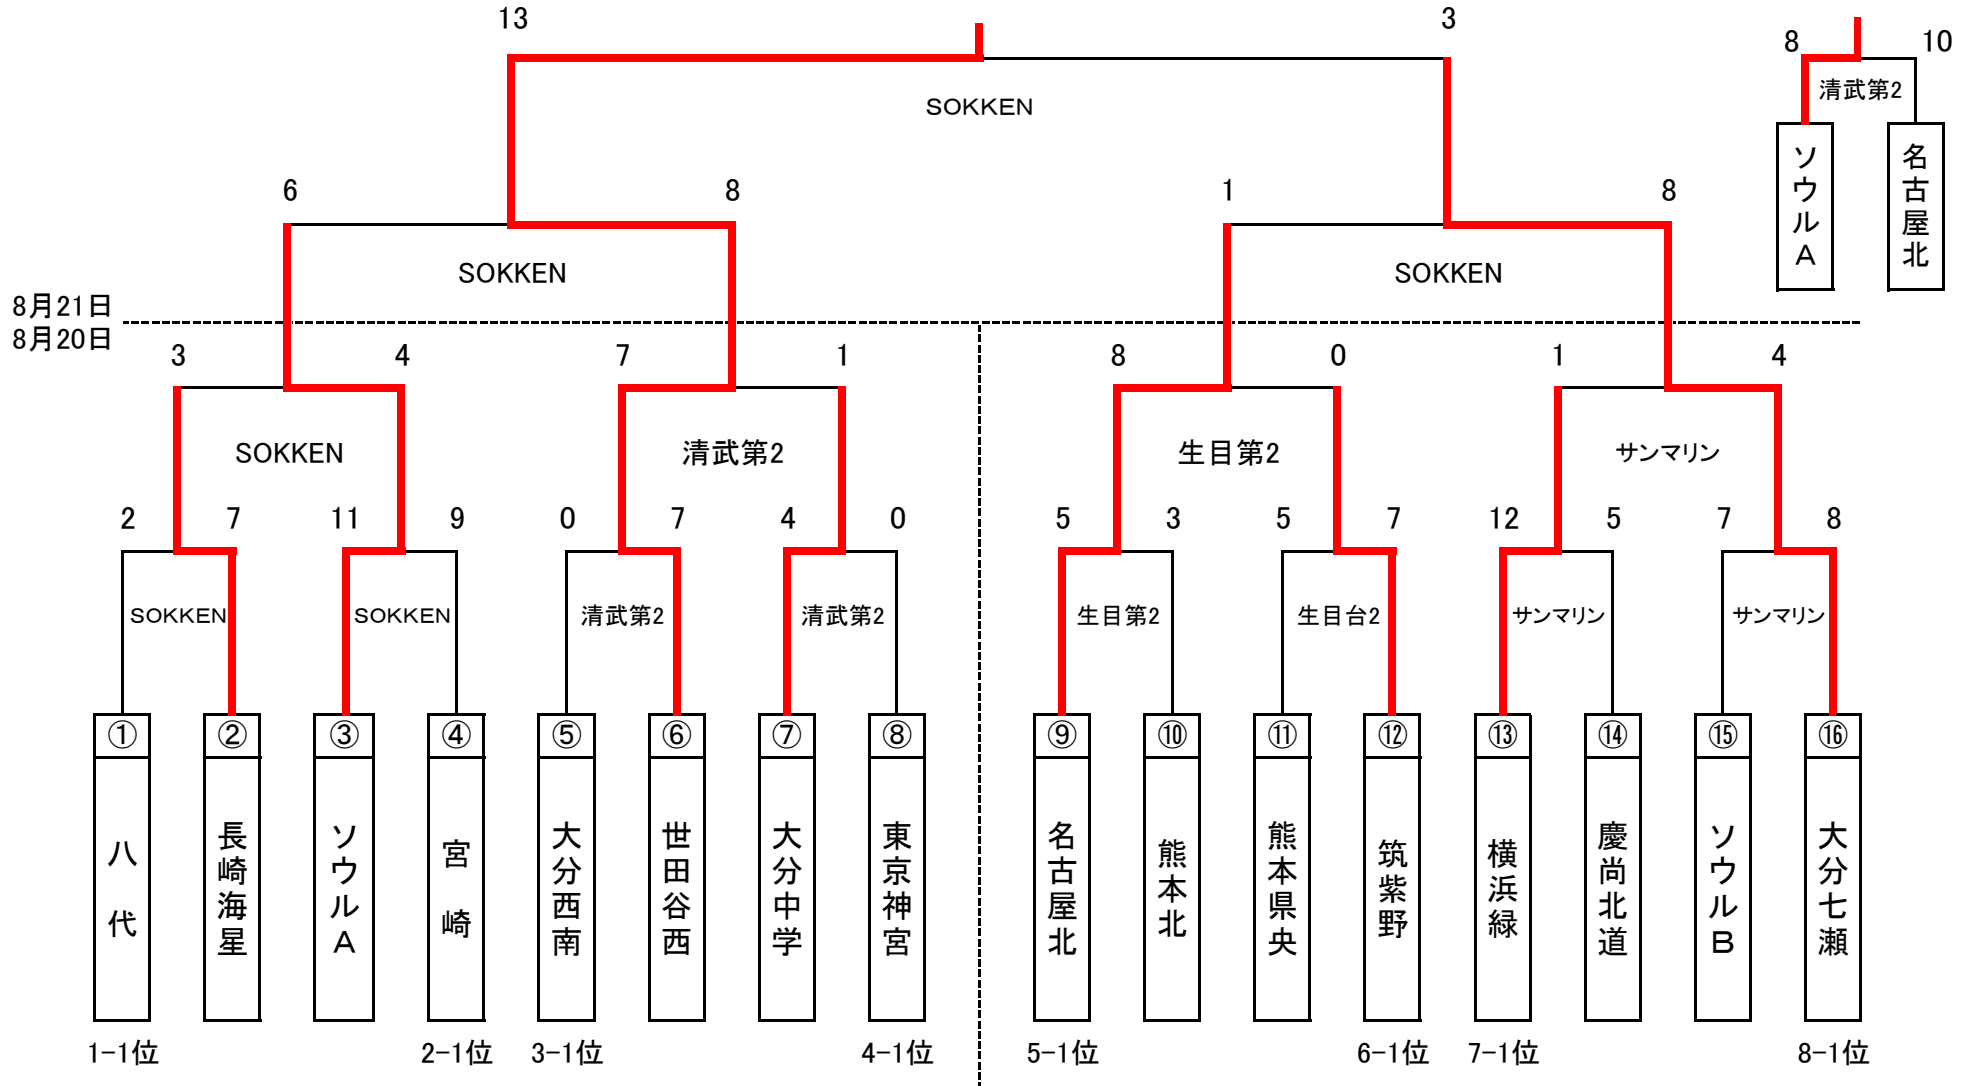 13 3
8 10
清武第2
SOKKEN
ソウルA
名古屋北
6 8 1 8
SOKKEN SOKKEN
8月21日
8月20日
3 4 7 1 8 0 1 4
SOKKEN 清武第2 生目第2 サンマリン
2 7 11 9 0 7 4 0 5 3 5 7 12 5 7 8
SOKKEN SOKKEN 清武第2 清武第2 生目第2 生目台2 サンマリン サンマリン
① ② ③ ④ ⑤ ⑥ ⑦ ⑧ ⑨ ⑩ ⑪ ⑫ ⑬ ⑭ ⑮ ⑯
八代
長崎海星
ソウルA
宮崎
大分西南
世田谷西
大分中学
東京神宮
名古屋北
熊本北
熊本県央
筑紫野
横浜緑
慶尚北道
ソウルB
大分七瀬
1-1位 2-1位 3-1位 4-1位 5-1位 6-1位 7-1位 8-1位